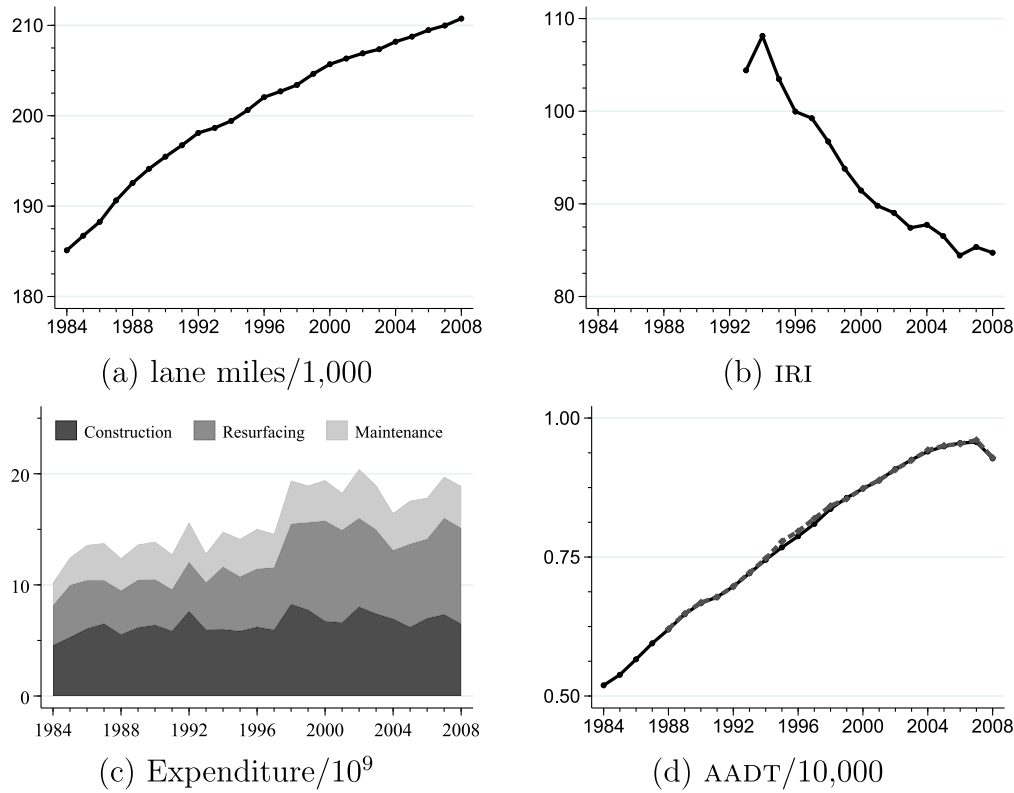 210
200
190
180
1984 1988 1992 1996 2000 2004 2008
(a) lane miles/1,000
110
100
90
80
1984 1988 1992 1996 2000 2004 2008
(b) IRI
Construction Resurfacing Maintenance
20
10
0
1984 1988 1992 1996 2000 2004 2008
(c) Expenditure/10⁹
1.00
0.75
0.50
1984 1988 1992 1996 2000 2004 2008
(d) AADT/10,000